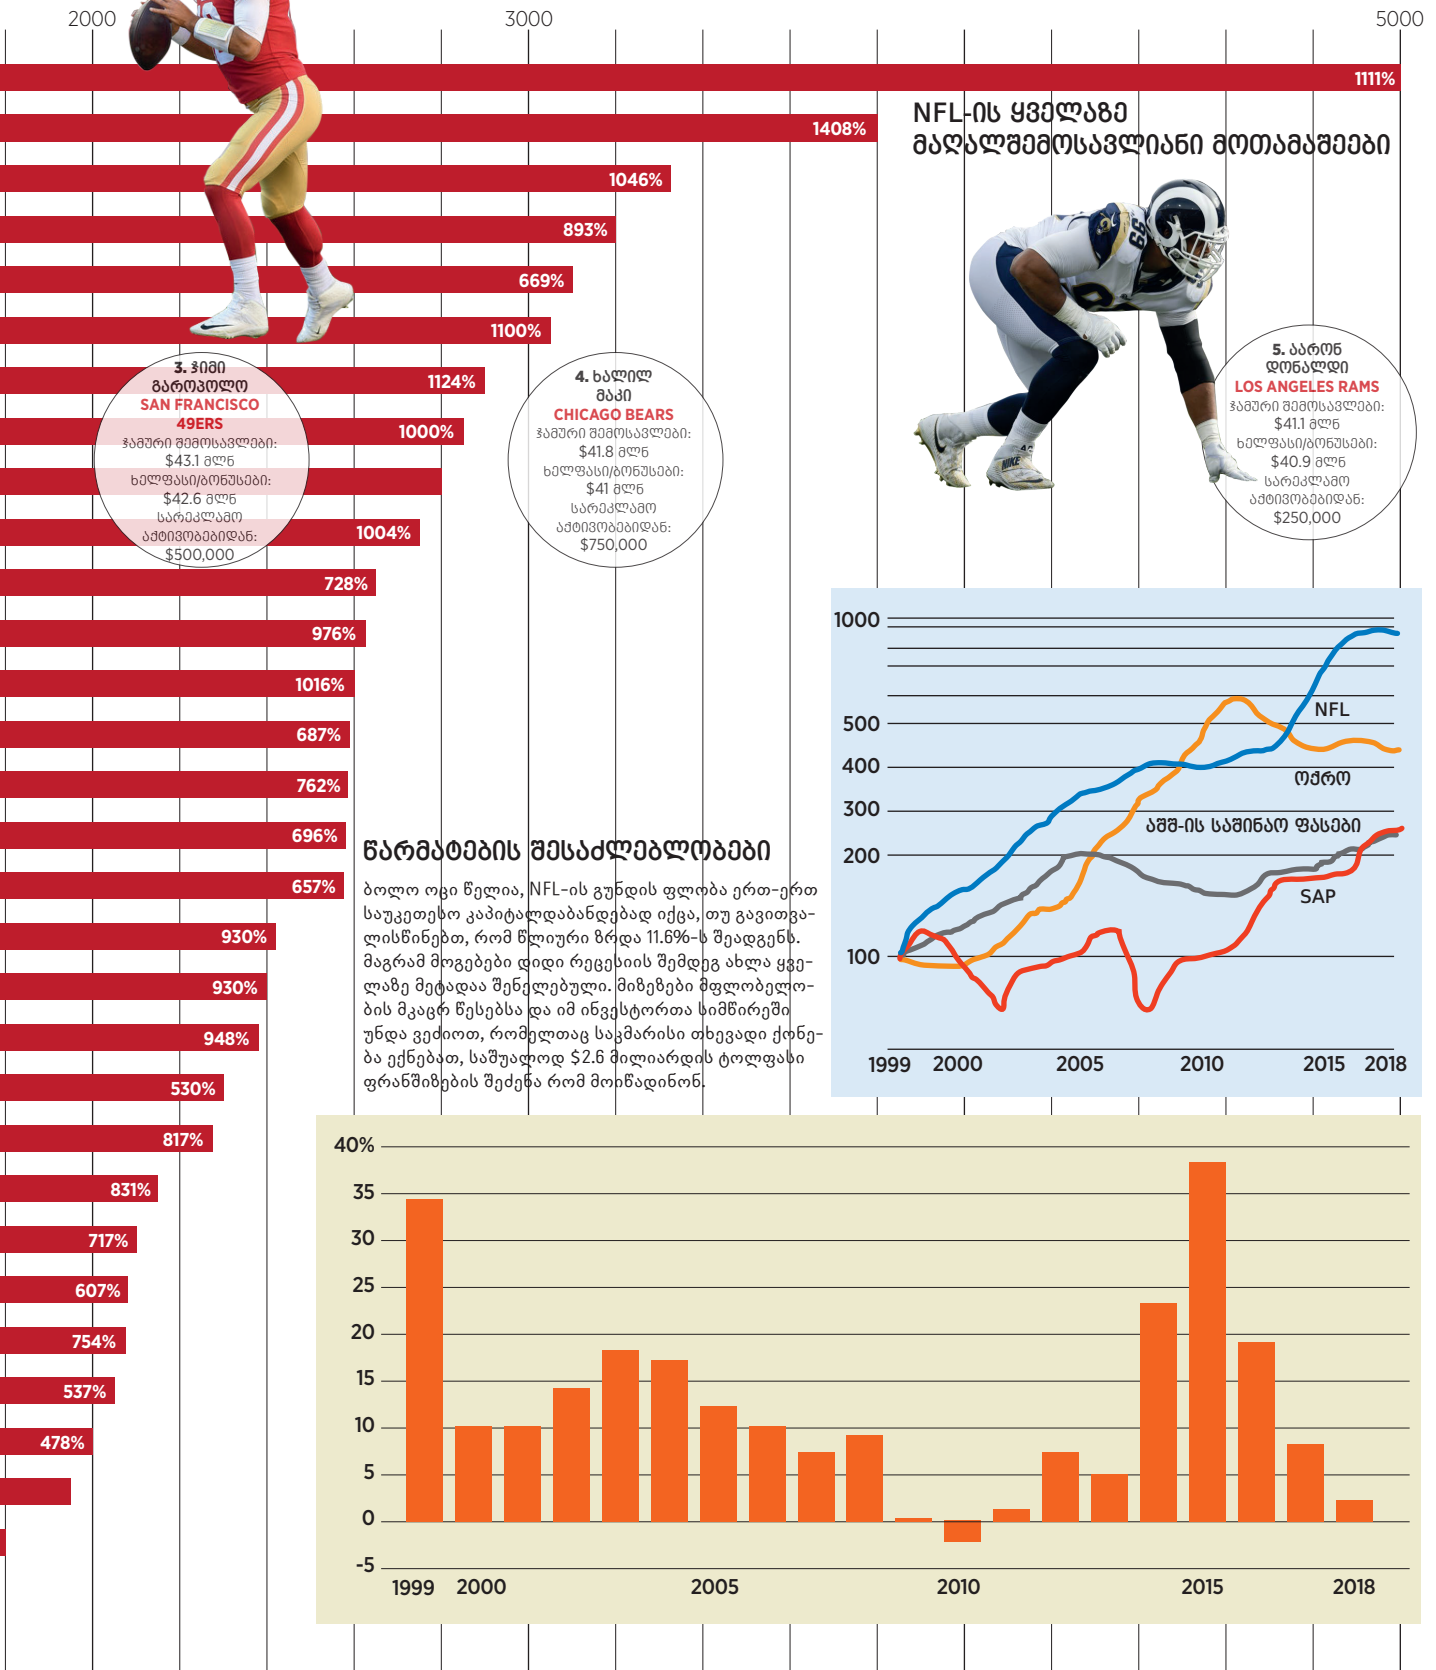 2000
3000
5000
1111%
1408%
1046%
893%
669%
1100%
1124%
1000%
1004%
728%
976%
1016%
687%
762%
696%
657%
930%
930%
948%
530%
817%
831%
717%
607%
754%
537%
478%
NFL-ის ყველაზე
მაღალშემოსავლიანი მოთამაშეები
3. ჯიმი
გაროპოლო
SAN FRANCISCO
49ERS
ჯამური შემოსავლები:
$43.1 მლნ
ხელფასი/ბონუსები:
$42.6 მლნ
სარეკლამო
აქტივობებიდან:
$500,000
4. ხალილ
მაკი
CHICAGO BEARS
ჯამური შემოსავლები:
$41.8 მლნ
ხელფასი/ბონუსები:
$41 მლნ
სარეკლამო
აქტივობებიდან:
$750,000
5. აარონ
დონალდი
LOS ANGELES RAMS
ჯამური შემოსავლები:
$41.1 მლნ
ხელფასი/ბონუსები:
$40.9 მლნ
სარეკლამო
აქტივობებიდან:
$250,000
წარმატების შესაძლებლობები
ბოლო ოცი წელია, NFL-ის გუნდის ფლობა ერთ-ერთ
საუკეთესო კაპიტალდაბანდებად იქცა, თუ გავითვა-
ლისწინებთ, რომ წლიური ზრდა 11.6%-ს შეადგენს.
მაგრამ მოგებები დიდი რეცესიის შემდეგ ახლა ყვე-
ლაზე მეტადაა შენელებული. მიზეზები მფლობელო-
ბის მკაცრ წესებსა და იმ ინვესტორთა სიმწირეში
უნდა ვეძიოთ, რომელთაც საკმარისი თხევადი ქონე-
ბა ექნებათ, საშუალოდ $2.6 მილიარდის ტოლფასი
ფრანშიზების შეძენა რომ მოიწადინონ.
1000
500
400
300
200
100
NFL
ოქრო
აშშ-ის საშინაო ფასები
SAP
1999 2000 2005 2010 2015 2018
40%
35
30
25
20
15
10
5
0
-5
1999 2000 2005 2010 2015 2018
39
NIKE